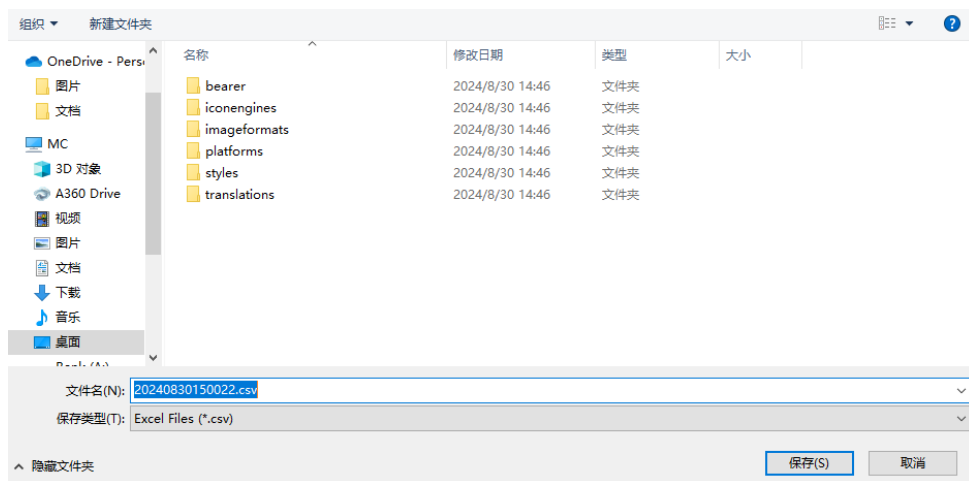 组织 新建文件夹
OneDrive - Pers
图片
文档
MC
3D 对象
A360 Drive
视频
图片
文档
下载
音乐
桌面
名称 修改日期 类型 大小
bearer 2024/8/30 14:46 文件夹
iconengines 2024/8/30 14:46 文件夹
imageformats 2024/8/30 14:46 文件夹
platforms 2024/8/30 14:46 文件夹
styles 2024/8/30 14:46 文件夹
translations 2024/8/30 14:46 文件夹
文件名(N): 20240830150022.csv
保存类型(T): Excel Files (*.csv)
隐藏文件夹 保存(S) 取消